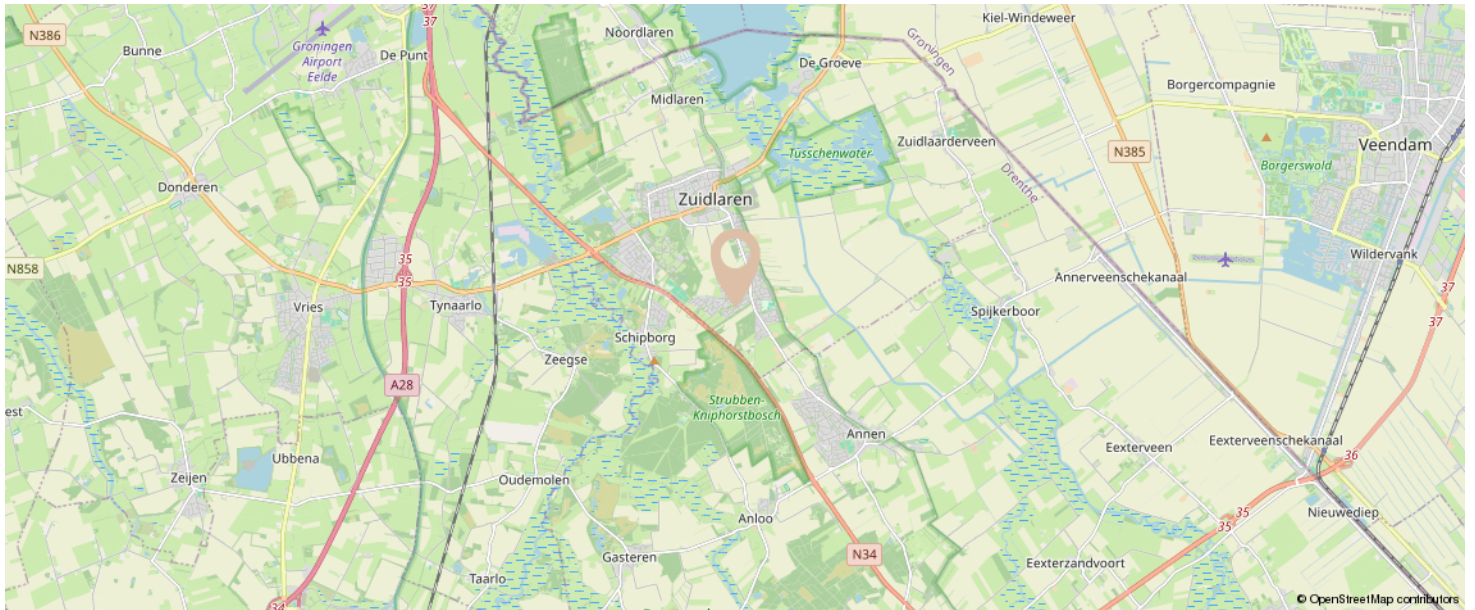 37
37
N386
Bunne
Groningen
Airport
Eelde
De Punt
Noordlaren
Kiel-Windeweer
Groningen
De Groeve
Midlaren
Borgercompagnie
Tusschenwater
Zuidlaarderveen
N385
Veendam
Borgerswold
Drenthe
Donderen
Zuidlaren
N858
35
35
Vries
Tynaarlo
Annerveenschekanaal
Wildervank
37
37
Spijkerboor
Schipborg
Zeegse
A28
Strubben-
Kniphorstbosch
est
Annen
Eexterveen
Eexterveenschekanaal
36
Ubbena
Zeijen
Oudemolen
Anloo
35
35
Nieuwediep
Gasteren
N34
Eexterzandvoort
Taarlo
34
© OpenStreetMap contributors